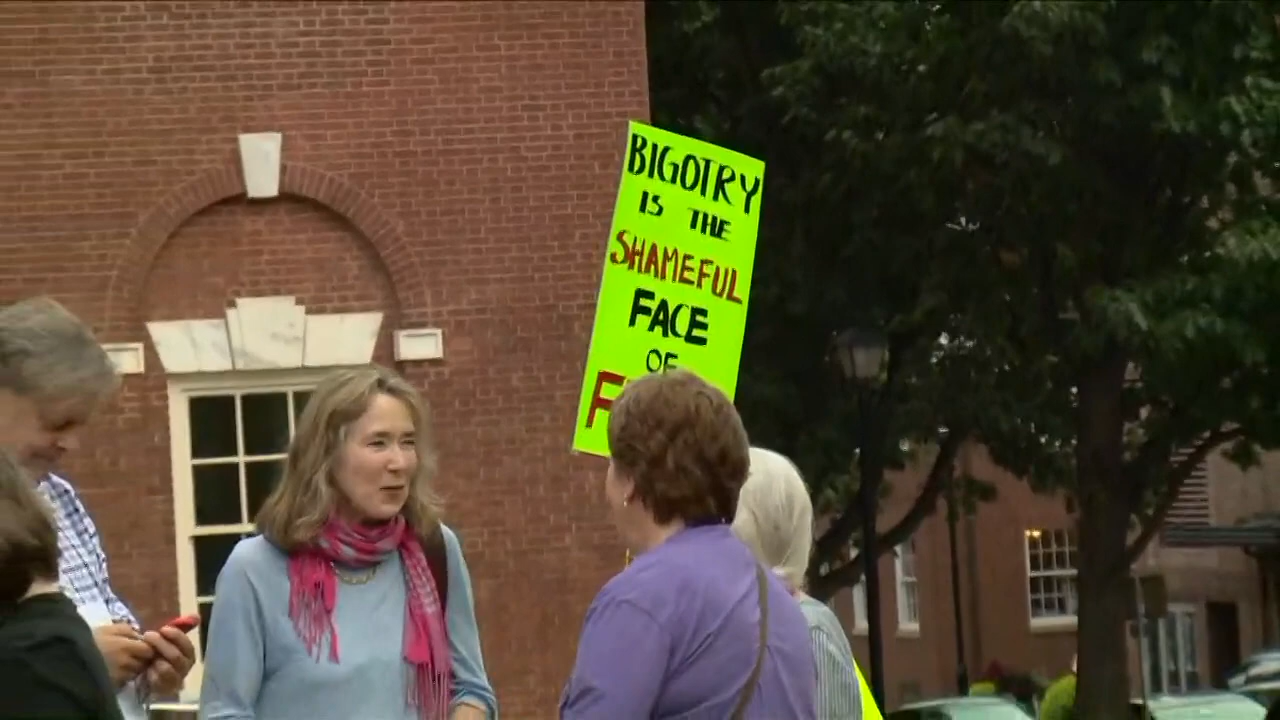 BIGOTRY
IS THE
SHAMEFUL
FACE
OF